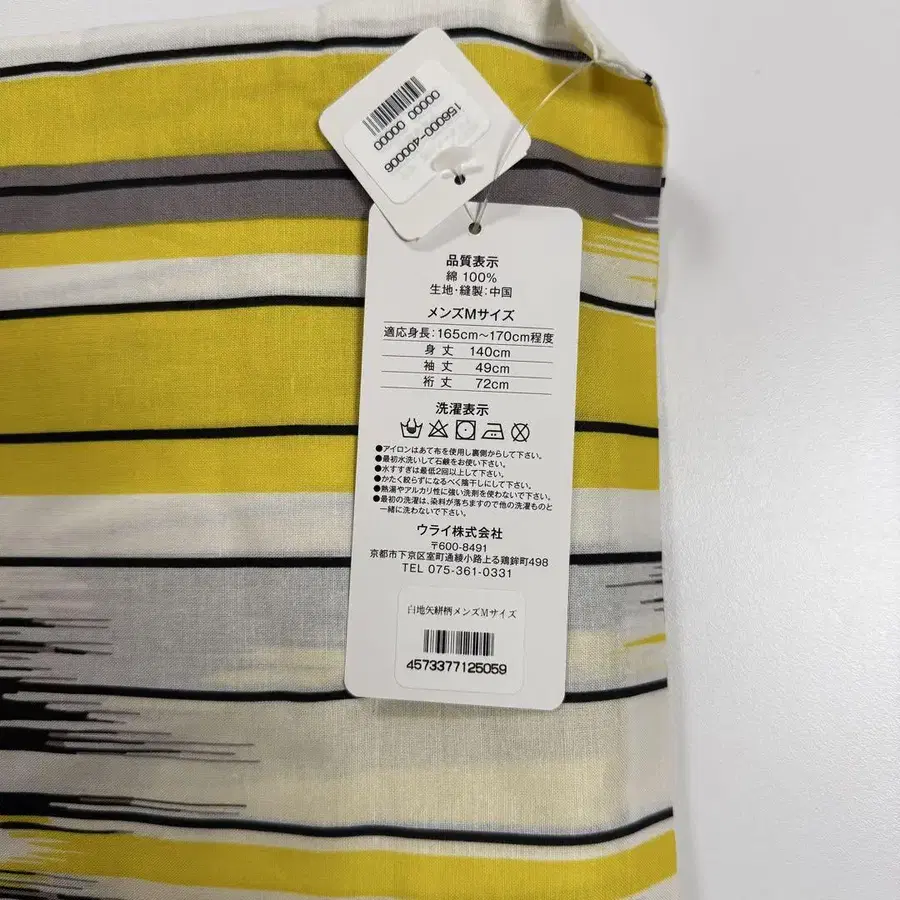 156000-400006
00000 00000
品質表示
綿 100%
生地・縫製：中国
メンズMサイズ
適応身長：165cm〜170cm程度
身丈 140cm
袖丈 49cm
裄丈 72cm
洗濯表示
●アイロンはあて布を使用し裏側からして下さい。
●最初水洗いして石鹸をお使い下さい。
●水すすぎは最低2回以上して下さい。
●かたく絞らずになるべく陰干しにして下さい。
●熱湯やアルカリ性に強い洗剤を使わないで下さい。
●最初の洗濯は、染料が落ちますので他の洗濯ものと
一緒に洗わないで下さい。
ウライ株式会社
〒600-8491
京都市下京区室町通綾小路上る鶏鉾町498
TEL 075-361-0331
白地矢絣柄メンズMサイズ
4573377125059